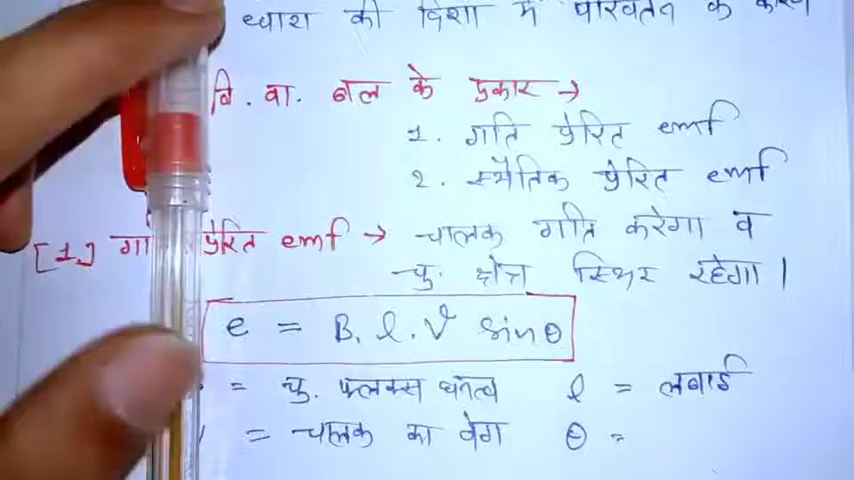 धारा की दिशा में परिवर्तन के कारण
वि. वा. बल के प्रकार →
1. गति प्रेरित emf
2. स्थैतिक प्रेरित emf
[1] प्रेरित emf → चालक गति करेगा व
चु. क्षेत्र स्थिर रहेगा।
e = B. l. V sinθ
= चु. फ्लक्स घनत्व l = लंबाई
= चालक का वेग θ =